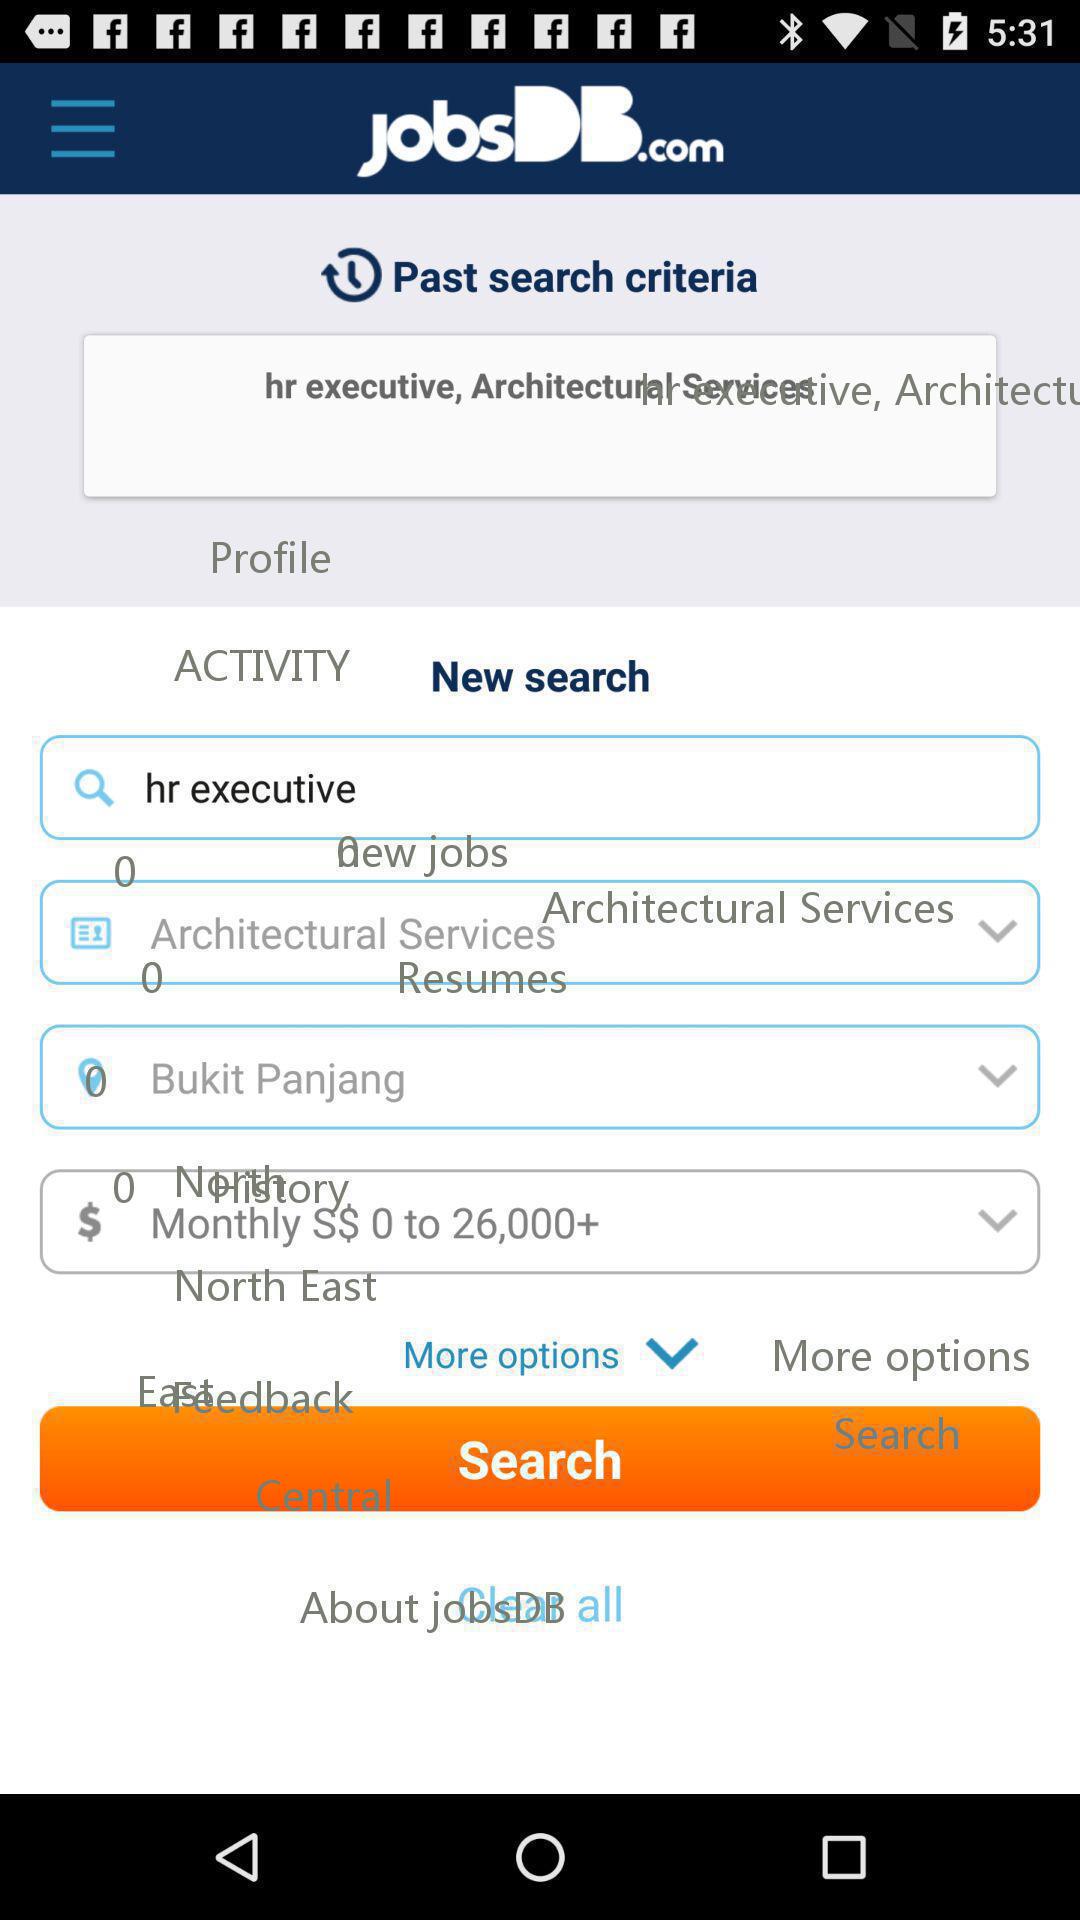 5:31
jobsDB.com
Past search criteria
hr executive, Architectural Services
hr executive, Architectu
Profile
ACTIVITY
New search
hr executive
0
0
new jobs
Architectural Services
Architectural Services
0
Resumes
0
Bukit Panjang
0
North
History
Monthly S$ 0 to 26,000+
North East
More options
More options
East
Feedback
Search
Search
Central
About jobsDB
Clear all